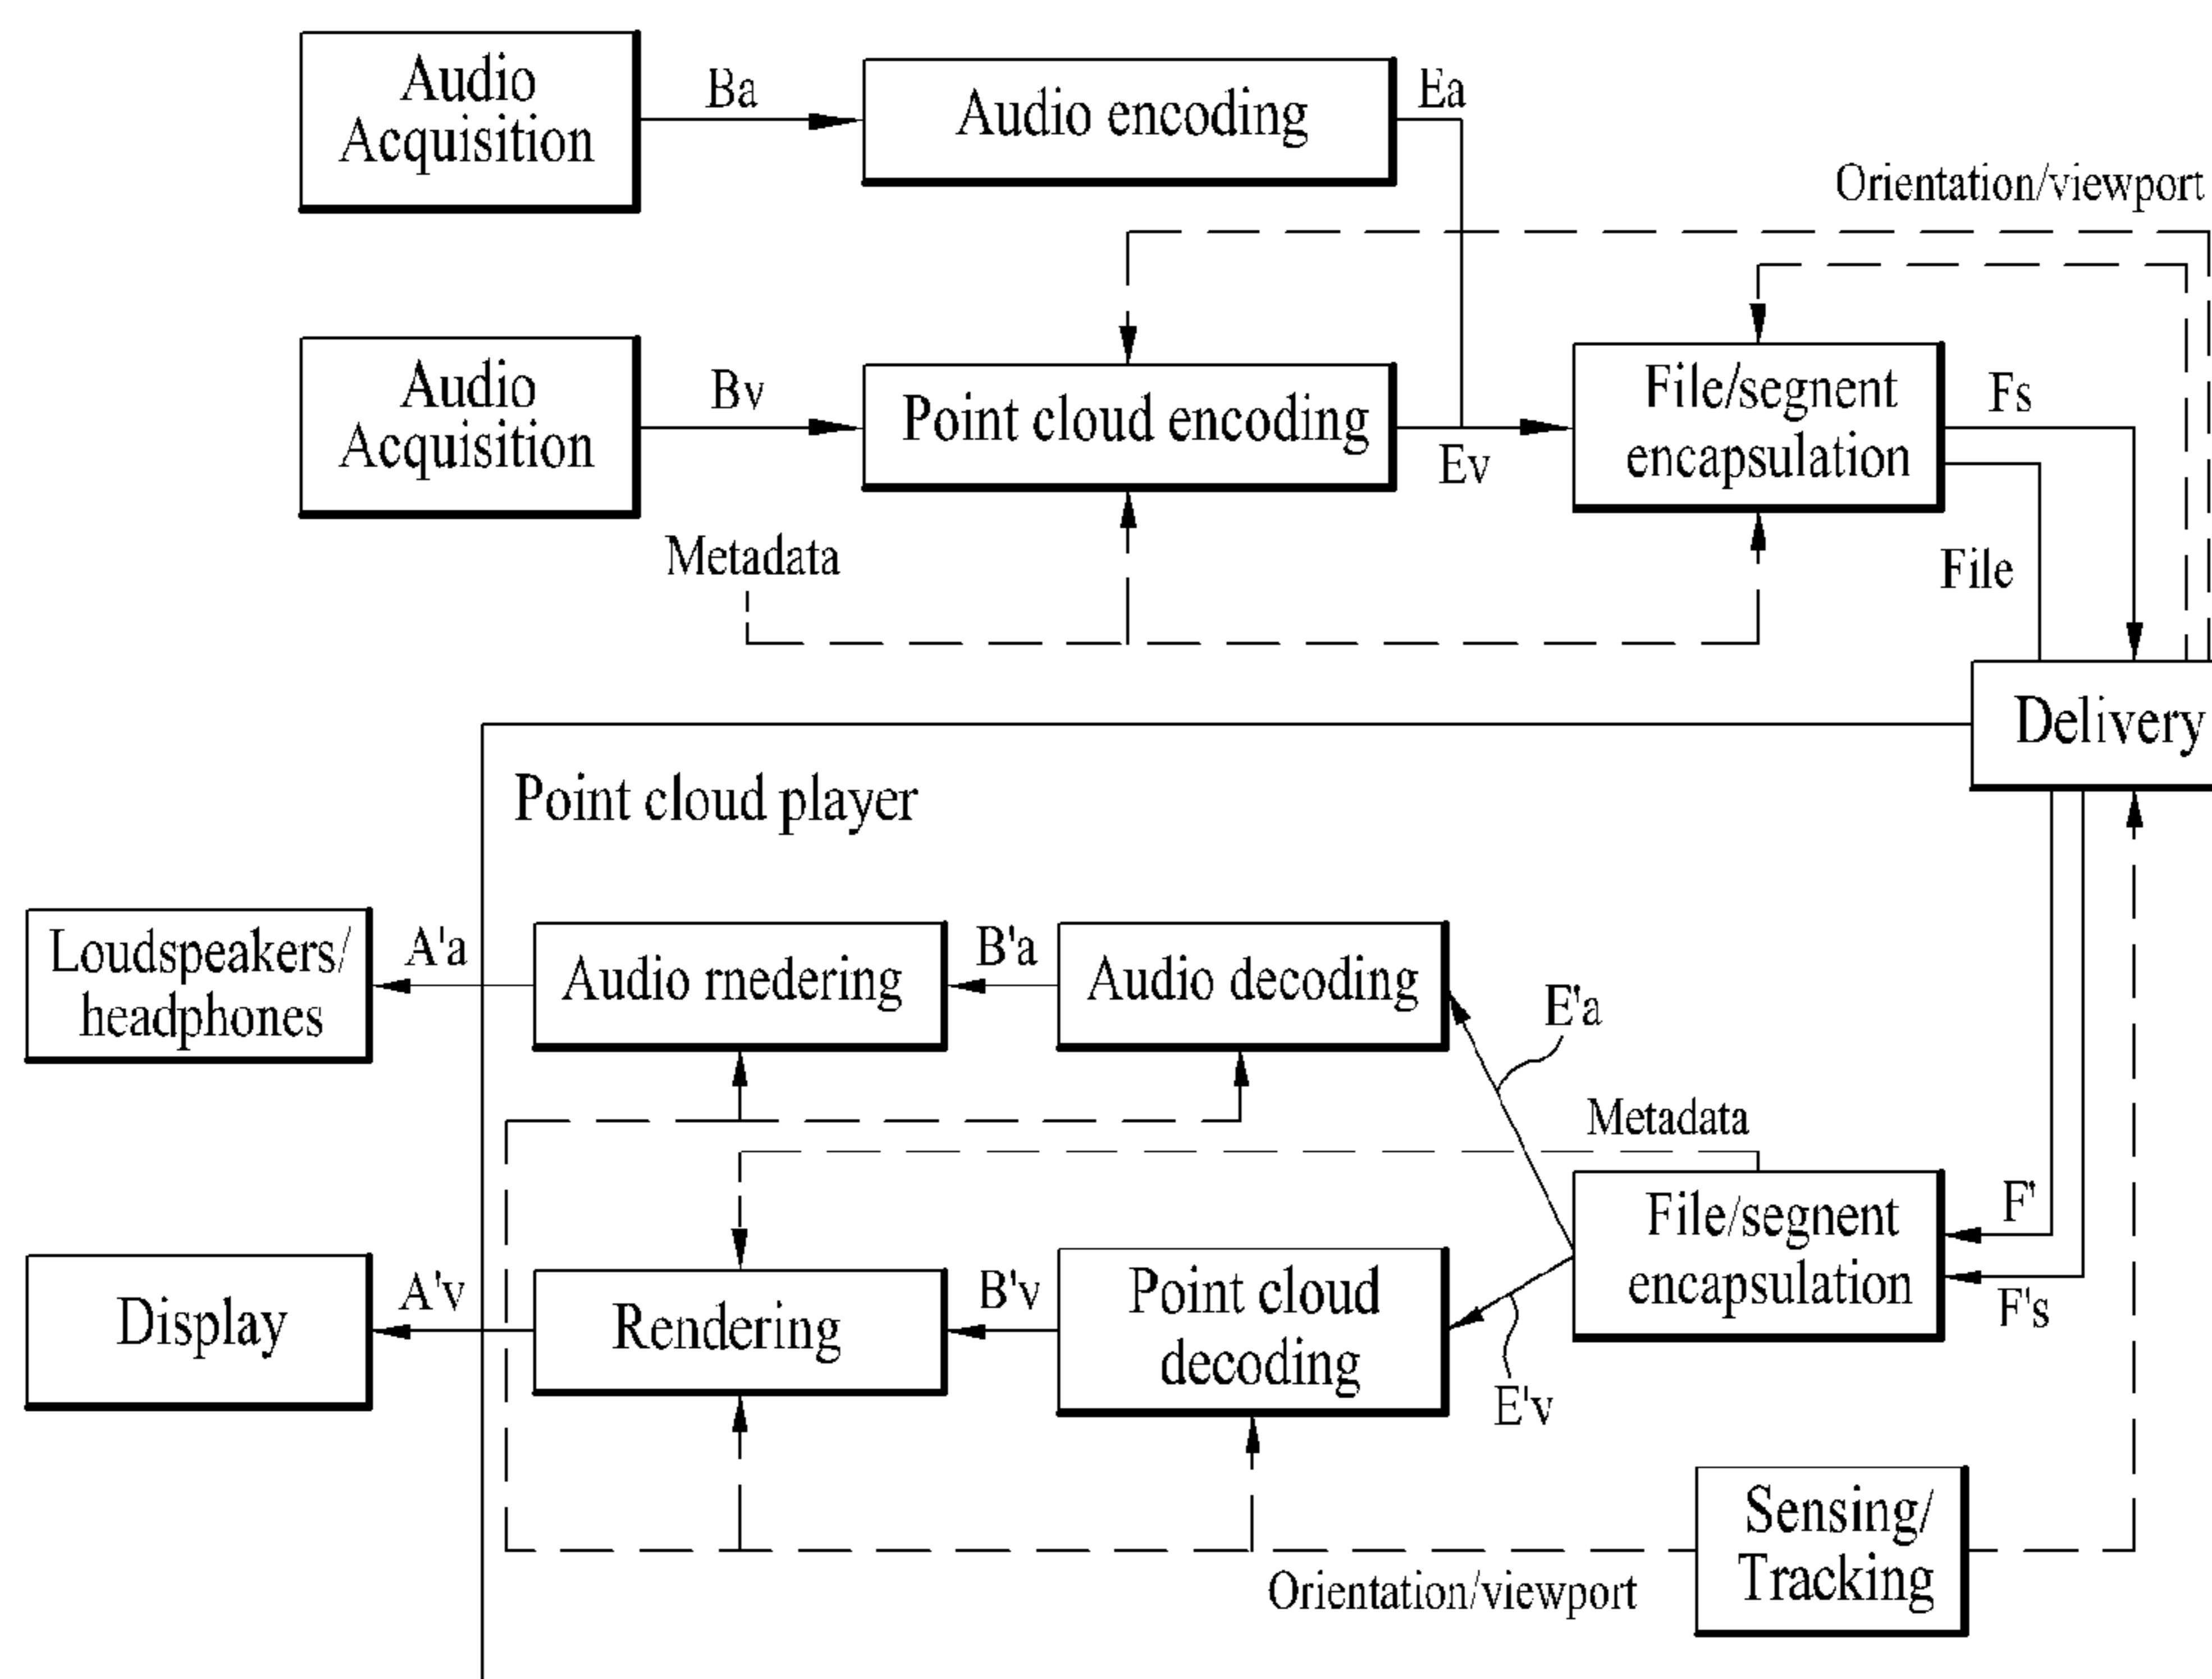 Audio
Acquisition
Ba
Audio encoding
Ea
Orientation/viewport
Audio
Acquisition
Bv
Point cloud encoding
Ev
File/segnent
encapsulation
Fs
File
Metadata
Delivery
Point cloud player
Loudspeakers/
headphones
A'a
Audio rnedering
B'a
Audio decoding
E'a
Metadata
File/segnent
encapsulation
F'
F's
Display
A'v
Rendering
B'v
Point cloud
decoding
E'v
Sensing/
Tracking
Orientation/viewport